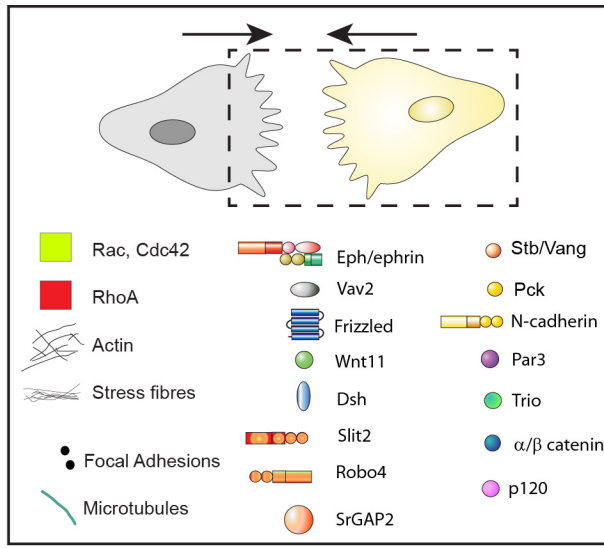 Rac, Cdc42
RhoA
Actin
Stress fibres
Focal Adhesions
Microtubules
Eph/ephrin
Vav2
Frizzled
Wnt11
Dsh
Slit2
Robo4
SrGAP2
Stb/Vang
Pck
N-cadherin
Par3
Trio
α/β catenin
p120